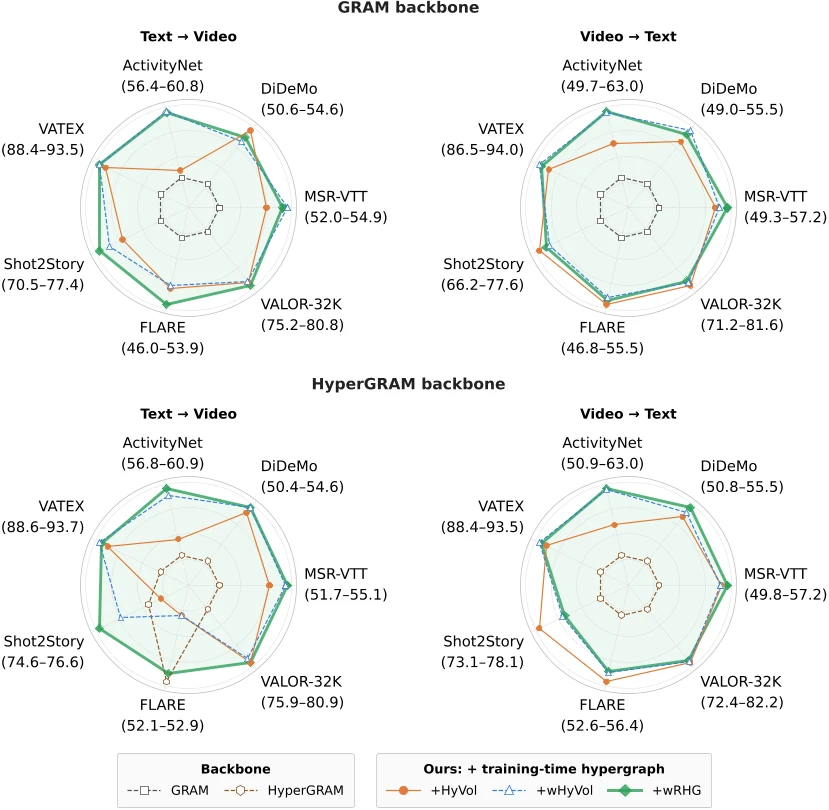 GRAM backbone
Text → Video
ActivityNet
(56.4–60.8)
DiDeMo
(50.6–54.6)
MSR-VTT
(52.0–54.9)
VALOR-32K
(75.2–80.8)
FLARE
(46.0–53.9)
Shot2Story
(70.5–77.4)
VATEX
(88.4–93.5)
Video → Text
ActivityNet
(49.7–63.0)
DiDeMo
(49.0–55.5)
MSR-VTT
(49.3–57.2)
VALOR-32K
(71.2–81.6)
FLARE
(46.8–55.5)
Shot2Story
(66.2–77.6)
VATEX
(86.5–94.0)
HyperGRAM backbone
Text → Video
ActivityNet
(56.8–60.9)
DiDeMo
(50.4–54.6)
MSR-VTT
(51.7–55.1)
VALOR-32K
(75.9–80.9)
FLARE
(52.1–52.9)
Shot2Story
(74.6–76.6)
VATEX
(88.6–93.7)
Video → Text
ActivityNet
(50.9–63.0)
DiDeMo
(50.8–55.5)
MSR-VTT
(49.8–57.2)
VALOR-32K
(72.4–82.2)
FLARE
(52.6–56.4)
Shot2Story
(73.1–78.1)
VATEX
(88.4–93.5)
Backbone
GRAM
HyperGRAM
Ours: + training-time hypergraph
+HyVol
+wHyVol
+wRHG